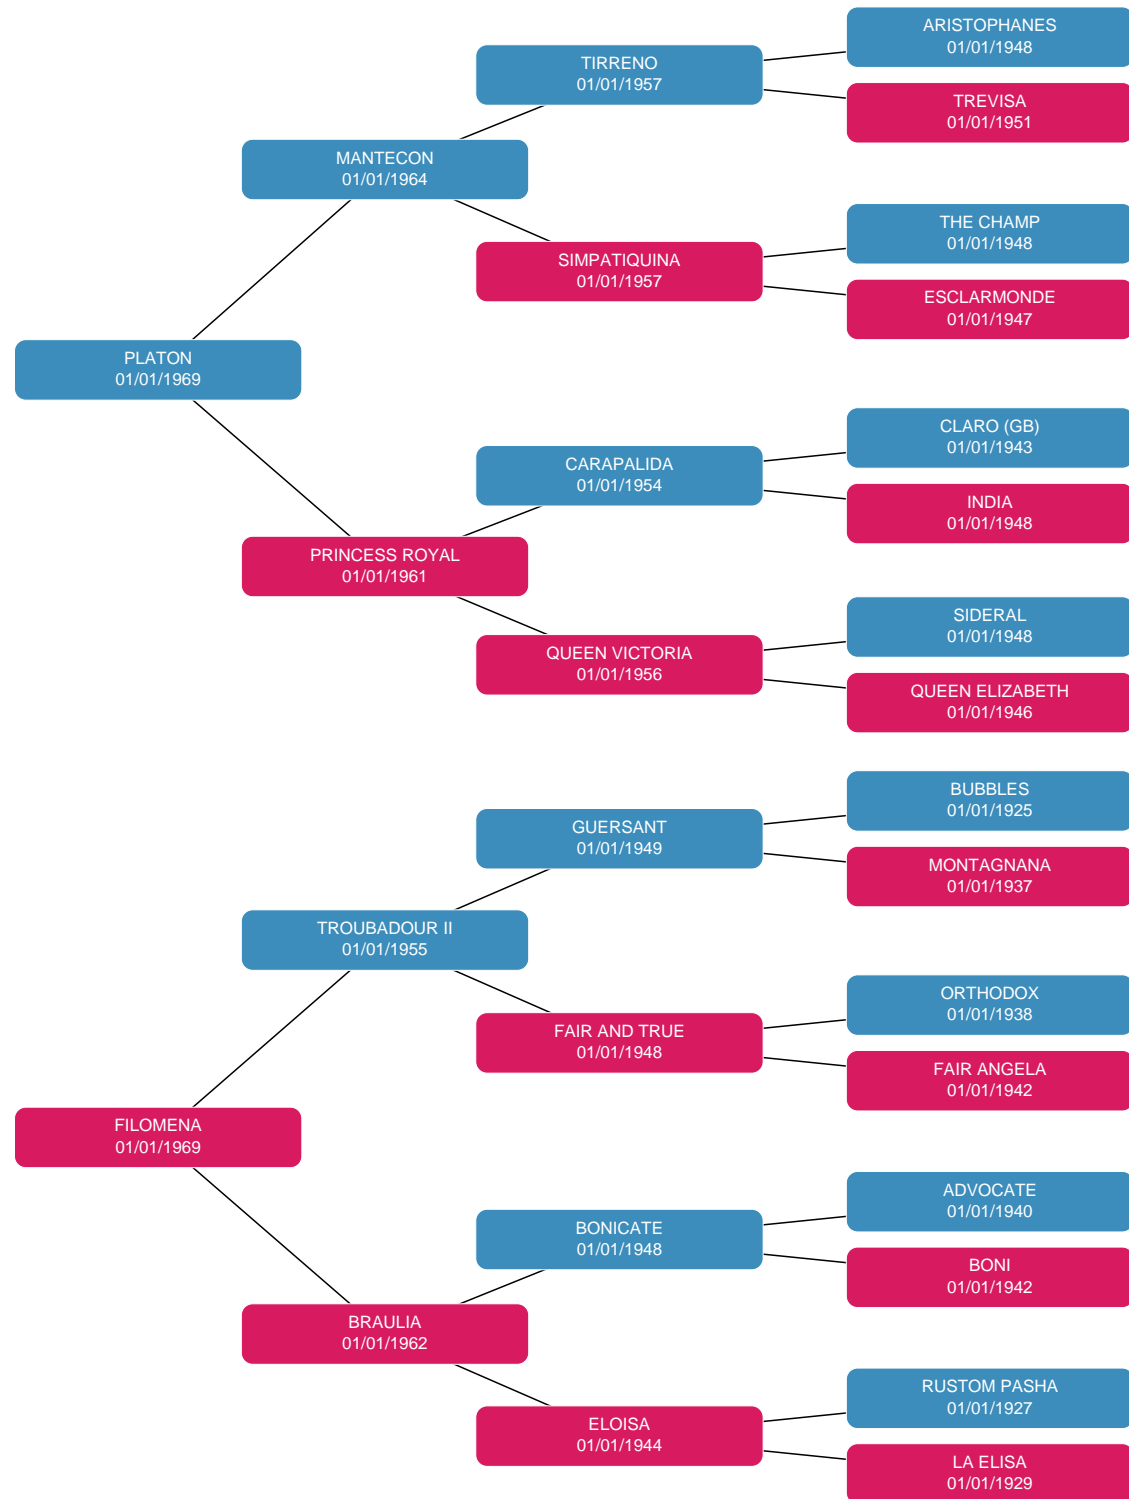 ARISTOPHANES
01/01/1948
TIRRENO
01/01/1957
TREVISA
01/01/1951
MANTECON
01/01/1964
THE CHAMP
01/01/1948
SIMPATIQUINA
01/01/1957
ESCLARMONDE
01/01/1947
PLATON
01/01/1969
CLARO (GB)
01/01/1943
CARAPALIDA
01/01/1954
INDIA
01/01/1948
PRINCESS ROYAL
01/01/1961
SIDERAL
01/01/1948
QUEEN VICTORIA
01/01/1956
QUEEN ELIZABETH
01/01/1946
BUBBLES
01/01/1925
GUERSANT
01/01/1949
MONTAGNANA
01/01/1937
TROUBADOUR II
01/01/1955
ORTHODOX
01/01/1938
FAIR AND TRUE
01/01/1948
FAIR ANGELA
01/01/1942
FILOMENA
01/01/1969
ADVOCATE
01/01/1940
BONICATE
01/01/1948
BONI
01/01/1942
BRAULIA
01/01/1962
RUSTOM PASHA
01/01/1927
ELOISA
01/01/1944
LA ELISA
01/01/1929